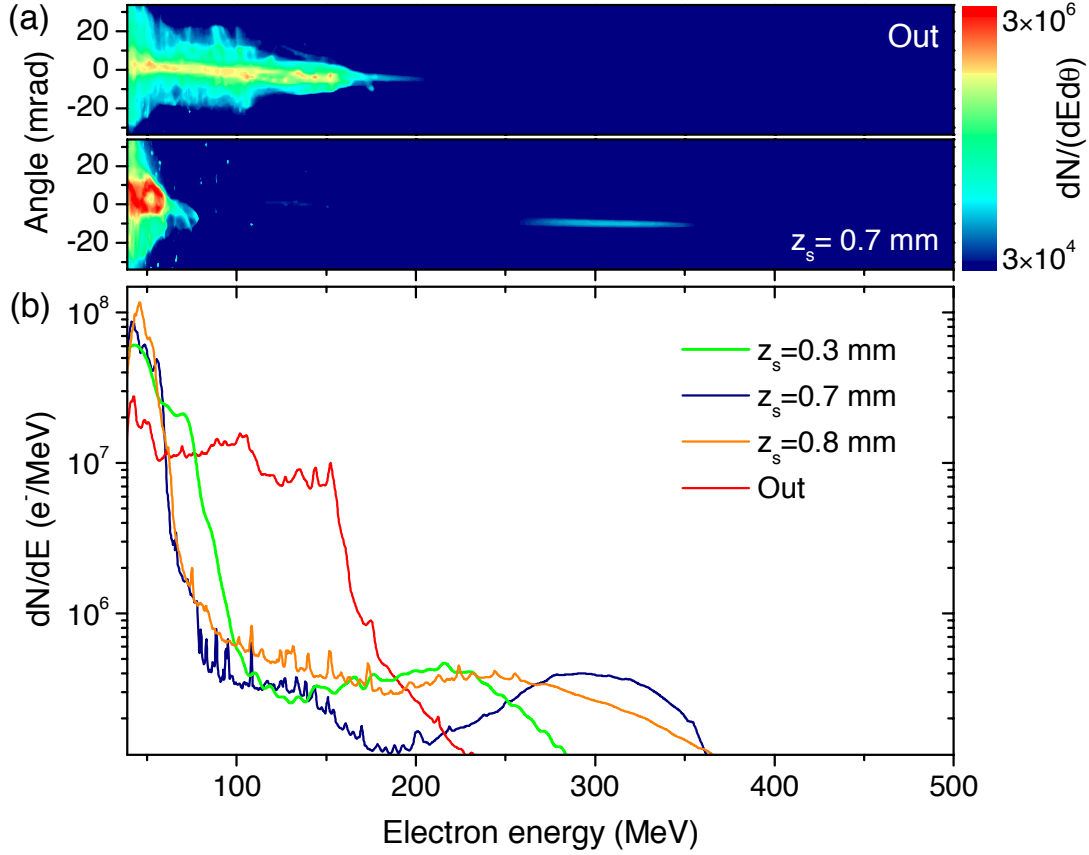 (a)
Out
20
0
-20
20
0
-20
Angle (mrad)
z_s= 0.7 mm
3×10⁶
3×10⁴
dN/(dEdθ)
(b)
10⁸
10⁷
10⁶
dN/dE (e⁻/MeV)
z_s=0.3 mm
z_s=0.7 mm
z_s=0.8 mm
Out
100 200 300 400 500
Electron energy (MeV)